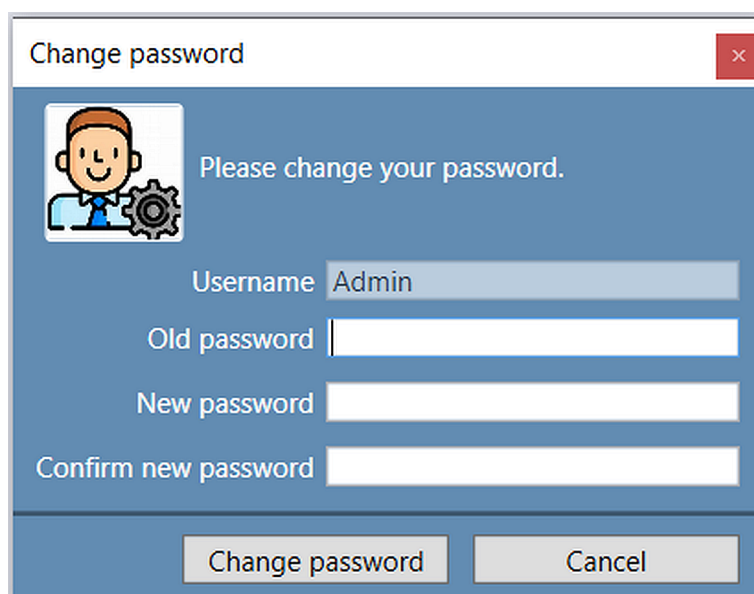 Change password
Please change your password.
Username Admin
Old password
New password
Confirm new password
Change password Cancel